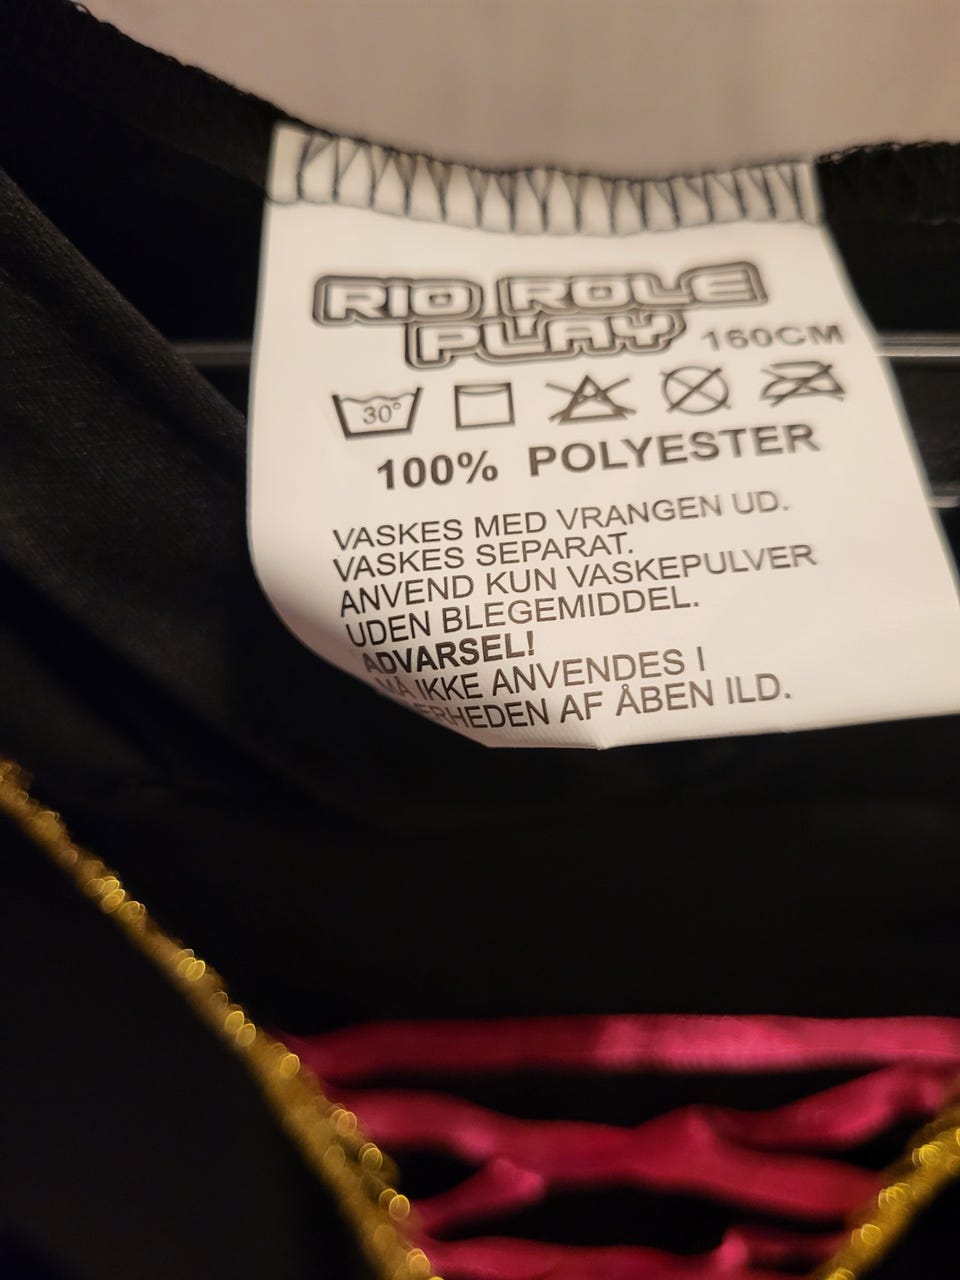 RIO ROLE
PLAY 160CM
30°
100% POLYESTER
VASKES MED VRANGEN UD.
VASKES SEPARAT.
ANVEND KUN VASKEPULVER
UDEN BLEGEMIDDEL.
ADVARSEL!
MÅ IKKE ANVENDES I
AF ÅBEN ILD.